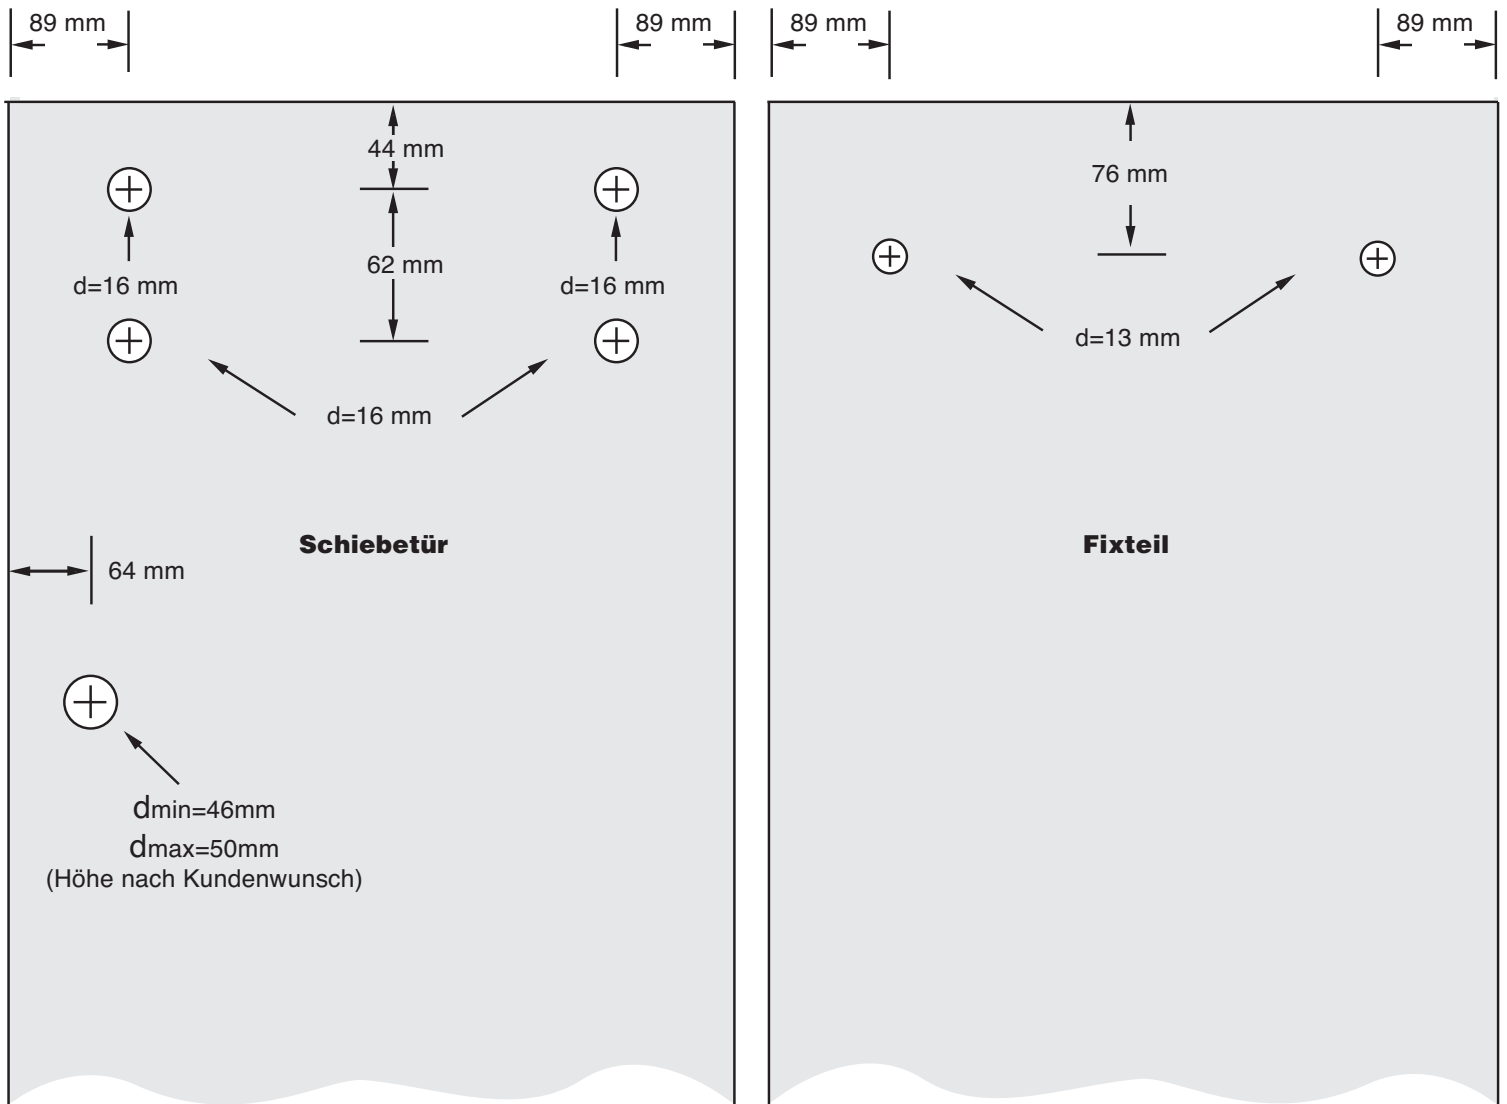 89 mm
89 mm
89 mm
89 mm
44 mm
76 mm
62 mm
d=16 mm
d=16 mm
d=13 mm
d=16 mm
Schiebetür
Fixteil
64 mm
dmin=46mm
dmax=50mm
(Höhe nach Kundenwunsch)